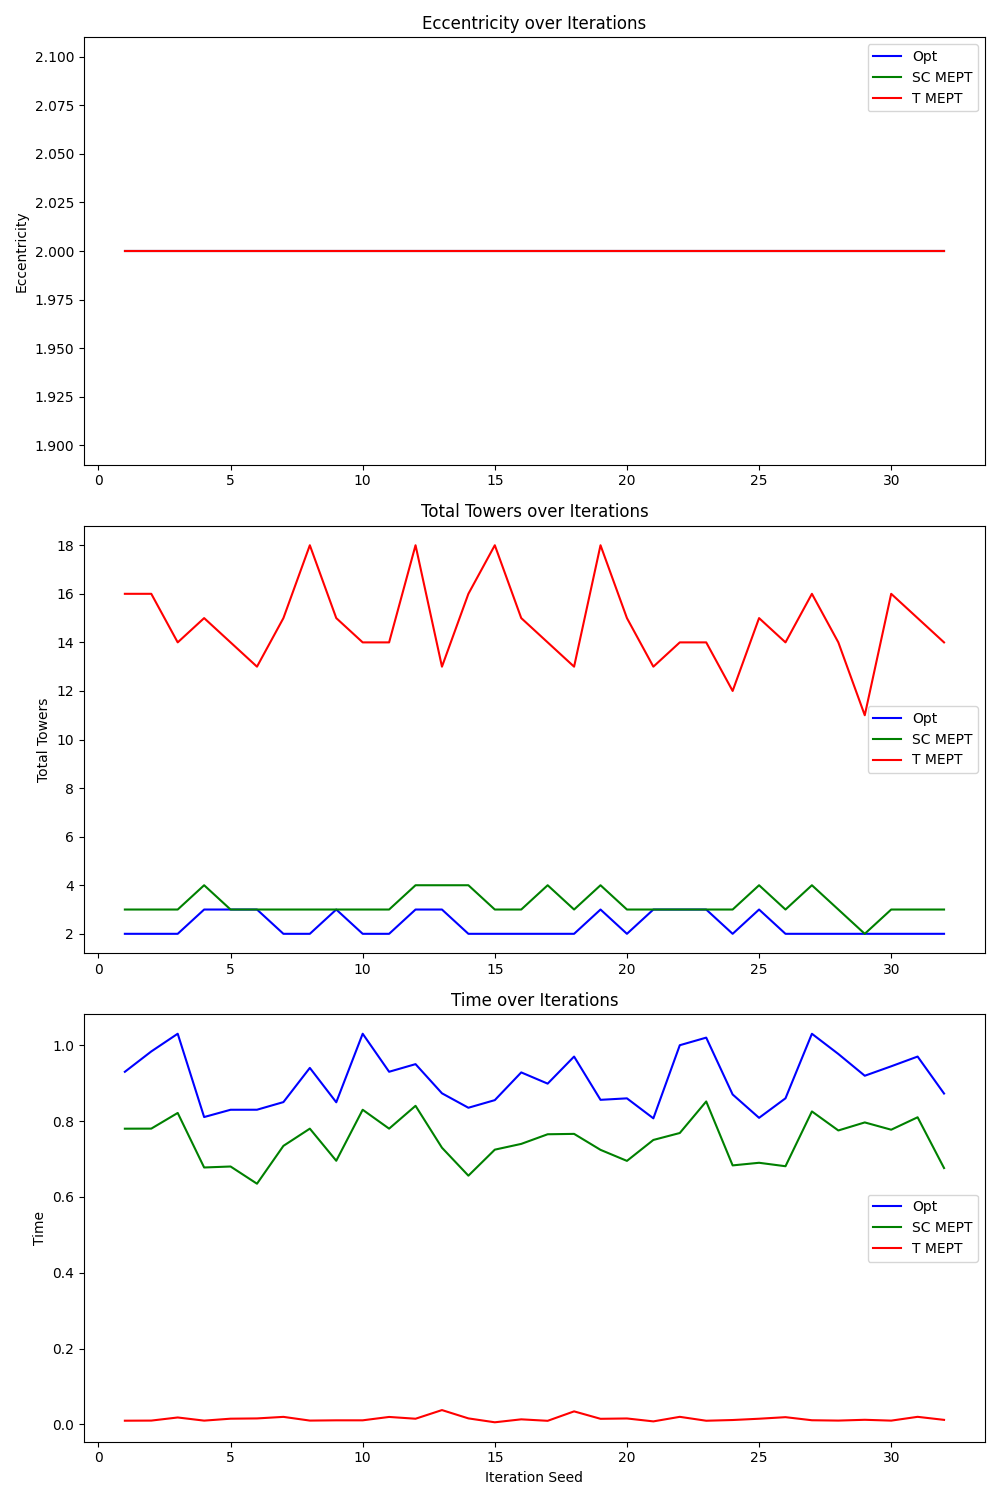 Eccentricity over Iterations
Eccentricity
2.100
2.075
2.050
2.025
2.000
1.975
1.950
1.925
1.900
Opt
SC MEPT
T MEPT
0 5 10 15 20 25 30
Total Towers over Iterations
Total Towers
18
16
14
12
10
8
6
4
2
Opt
SC MEPT
T MEPT
0 5 10 15 20 25 30
Time over Iterations
Time
1.0
0.8
0.6
0.4
0.2
0.0
Opt
SC MEPT
T MEPT
0 5 10 15 20 25 30
Iteration Seed